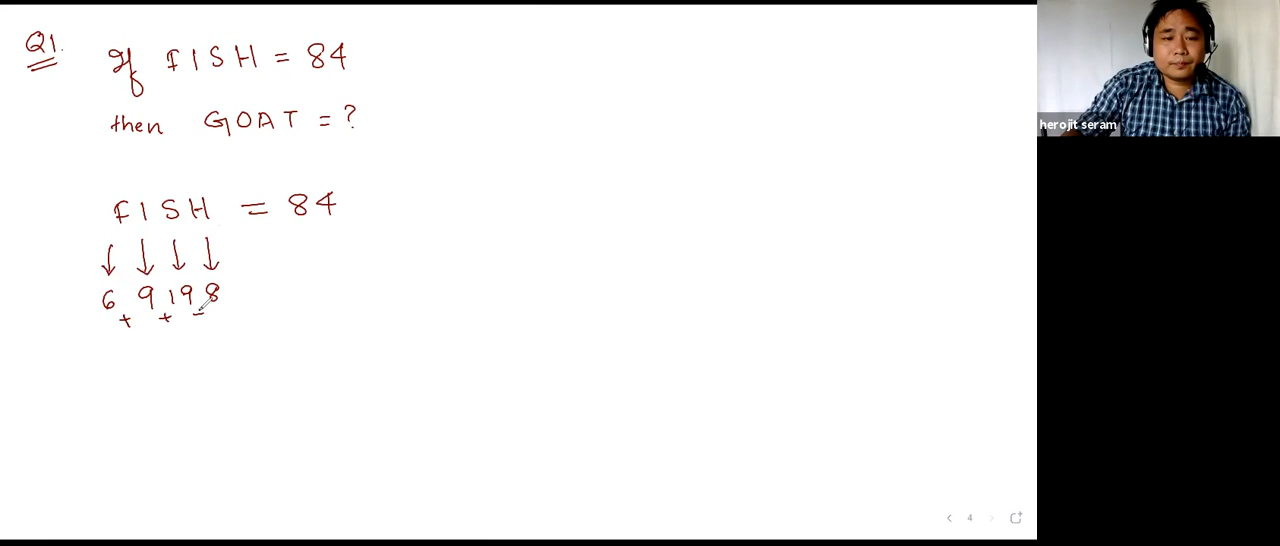 Q1.
If FISH = 84
then GOAT = ?
FISH = 84
↓ ↓ ↓ ↓
6 9 19 8
+ + -
herojit seram
4